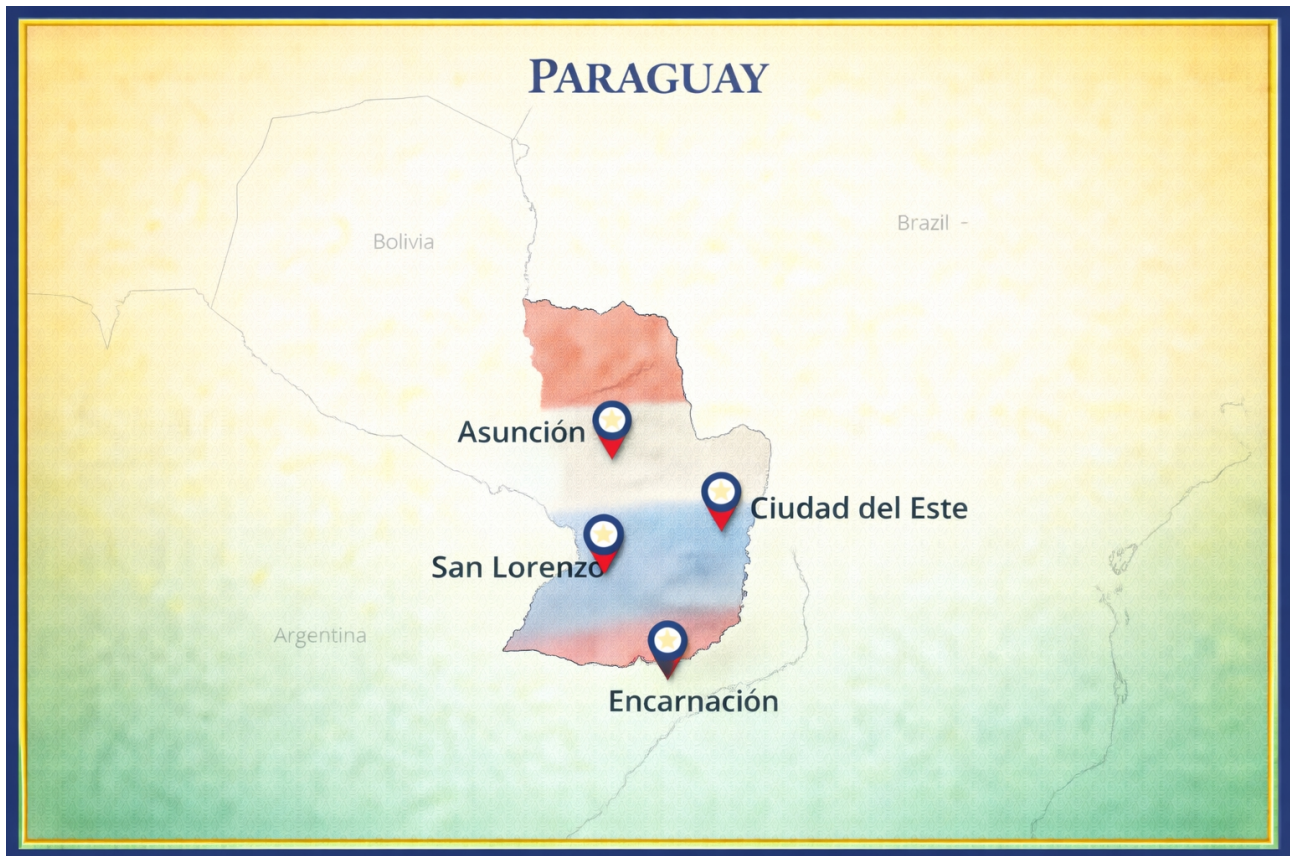 PARAGUAY
Brazil -
Bolivia
Asunción
Ciudad del Este
San Lorenzo
Argentina
Encarnación